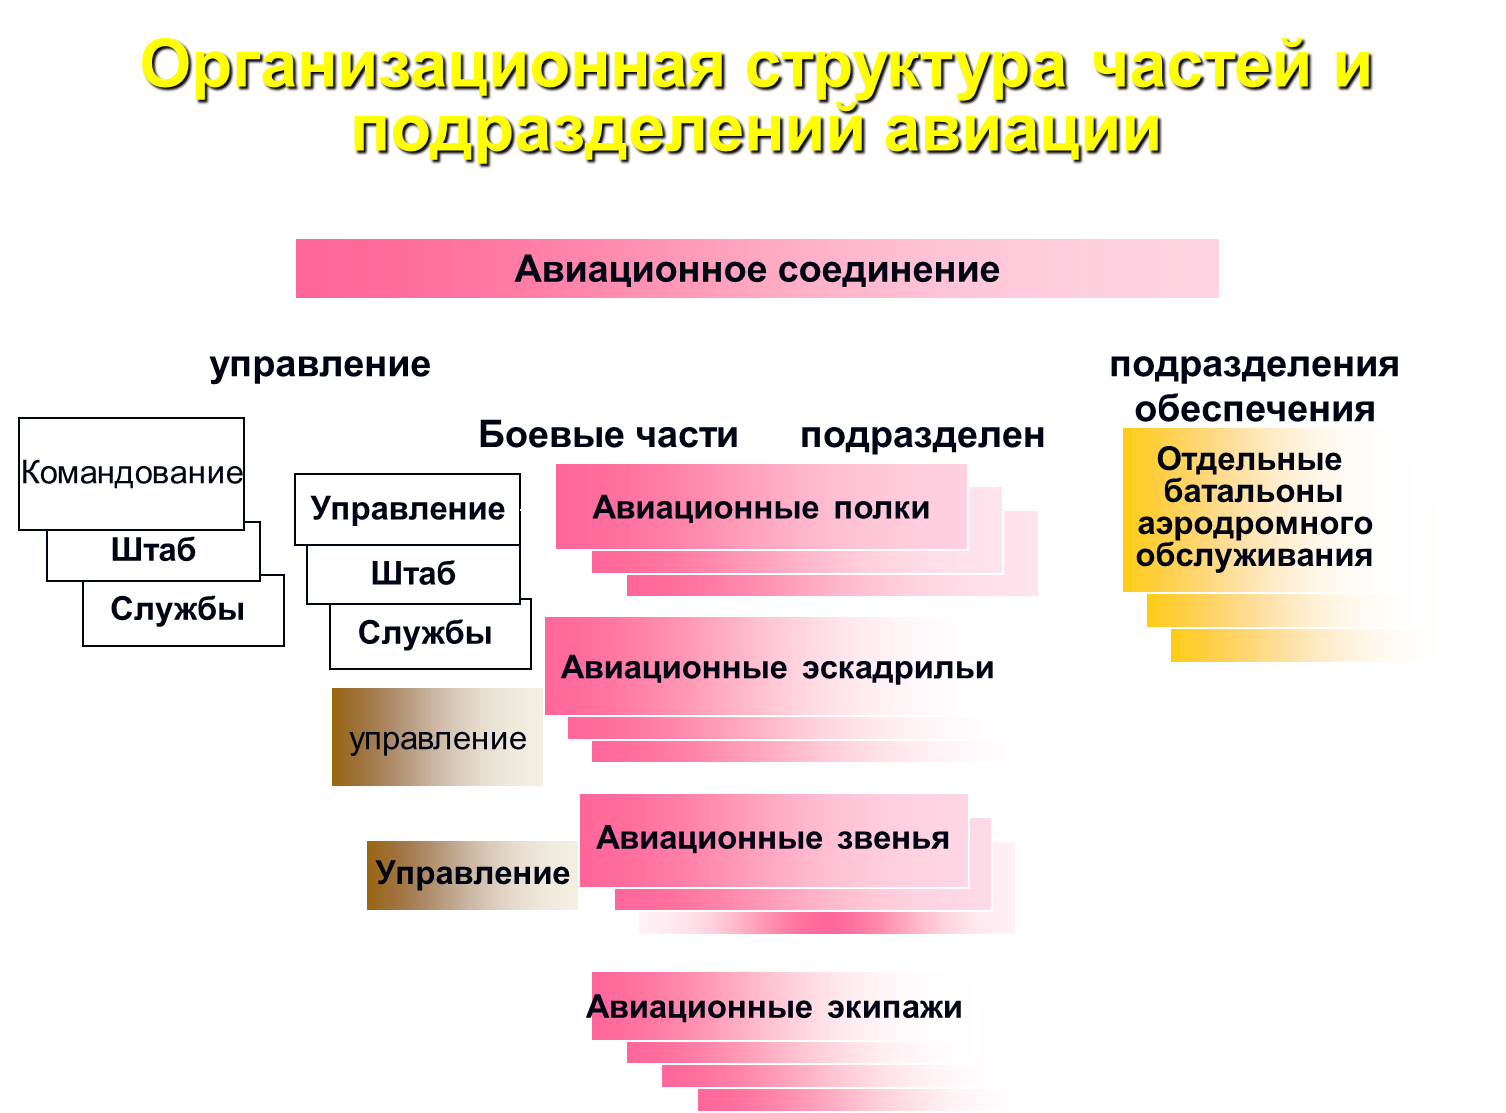 Организационная структура частей и
подразделений авиации
Авиационное соединение
управление
подразделения
обеспечения
Боевые части подразделен
Командование
Штаб
Службы
Управление
Штаб
Службы
Авиационные полки
Отдельные
батальоны
аэродромного
обслуживания
Авиационные эскадрильи
управление
Авиационные звенья
Управление
Авиационные экипажи